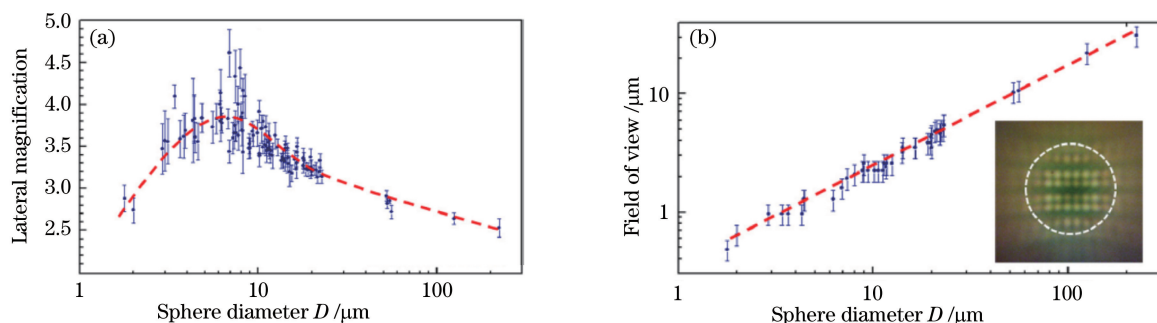 (a)
Lateral magnification
5.0
4.5
4.0
3.5
3.0
2.5
1
10
100
Sphere diameter D /μm
(b)
Field of view /μm
10
1
1
10
100
Sphere diameter D /μm